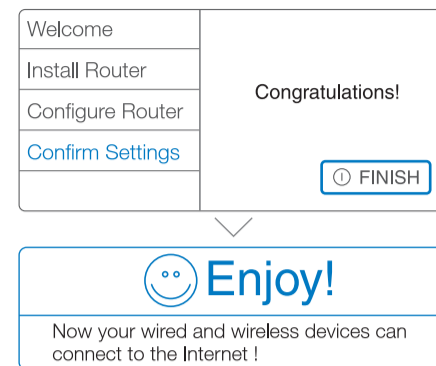 Welcome
Install Router
Configure Router
Confirm Settings
Congratulations!
① FINISH
Enjoy!
Now your wired and wireless devices can
connect to the Internet !